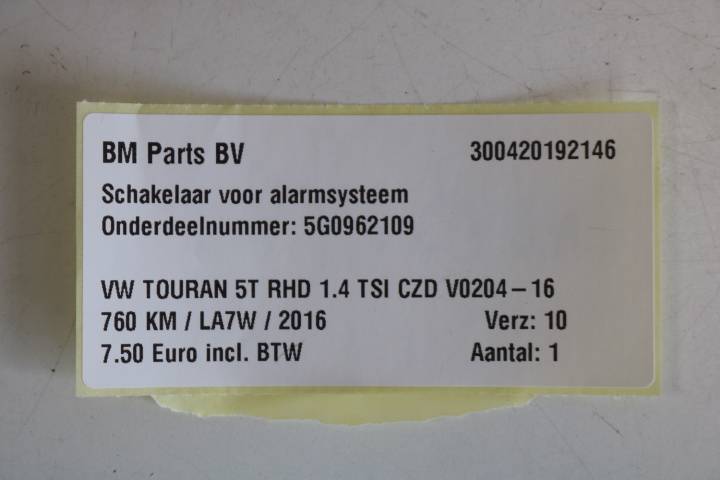 BM Parts BV 300420192146
Schakelaar voor alarmsysteem
Onderdeelnummer: 5G0962109
VW TOURAN 5T RHD 1.4 TSI CZD V0204-16
760 KM / LA7W / 2016 Verz: 10
7.50 Euro incl. BTW Aantal: 1